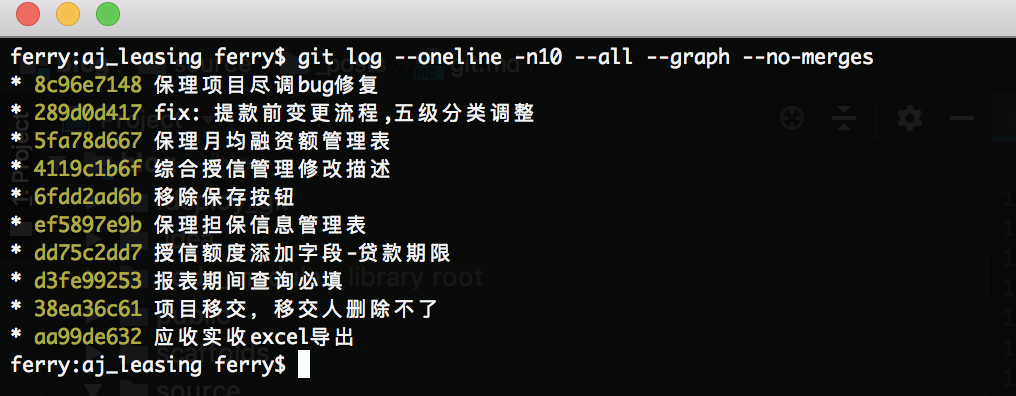 ferry:aj_leasing ferry$ git log --oneline -n10 --all --graph --no-merges
* 8c96e7148 保理项目尽调bug修复
* 289d0d417 fix: 提款前变更流程,五级分类调整
* 5fa78d667 保理月均融资额管理表
* 4119c1b6f 综合授信管理修改描述
* 6fdd2ad6b 移除保存按钮
* ef5897e9b 保理担保信息管理表
* dd75c2dd7 授信额度添加字段-贷款期限
* d3fe99253 报表期间查询必填
* 38ea36c61 项目移交, 移交人删除不了
* aa99de632 应收实收excel导出
ferry:aj_leasing ferry$
1: Project
library root
source